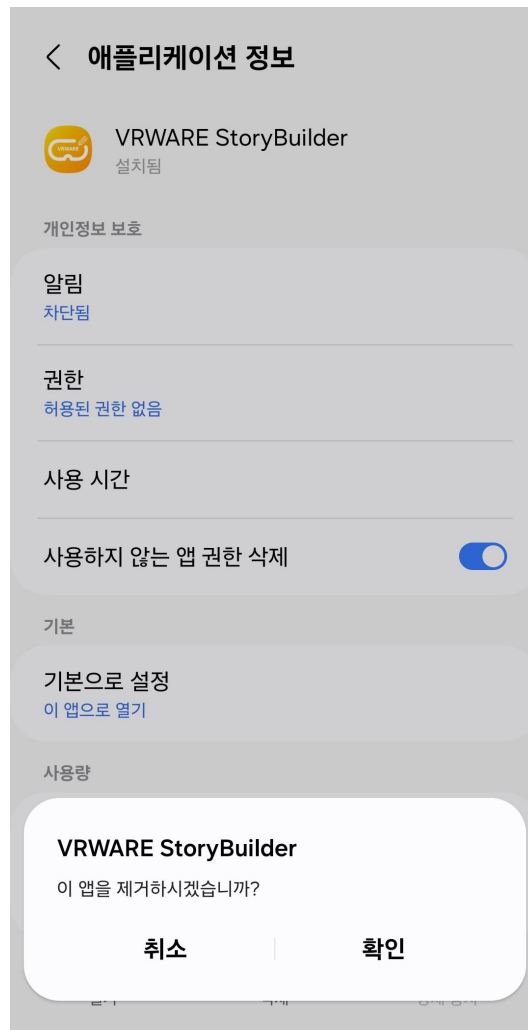 애플리케이션 정보
VRWARE StoryBuilder
설치됨
개인정보 보호
알림
차단됨
권한
허용된 권한 없음
사용 시간
사용하지 않는 앱 권한 삭제
기본
기본으로 설정
이 앱으로 열기
사용량
VRWARE StoryBuilder
이 앱을 제거하시겠습니까?
취소
확인